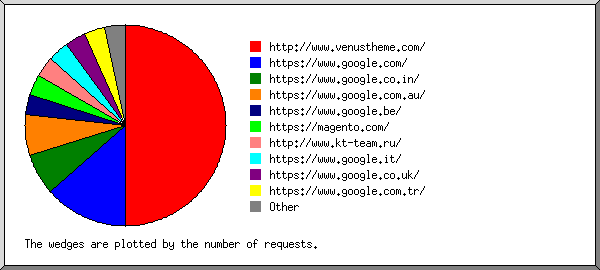 http://www.venustheme.com/
https://www.google.com/
https://www.google.co.in/
https://www.google.com.au/
https://www.google.be/
https://magento.com/
http://www.kt-team.ru/
https://www.google.it/
https://www.google.co.uk/
https://www.google.com.tr/
Other
The wedges are plotted by the number of requests.